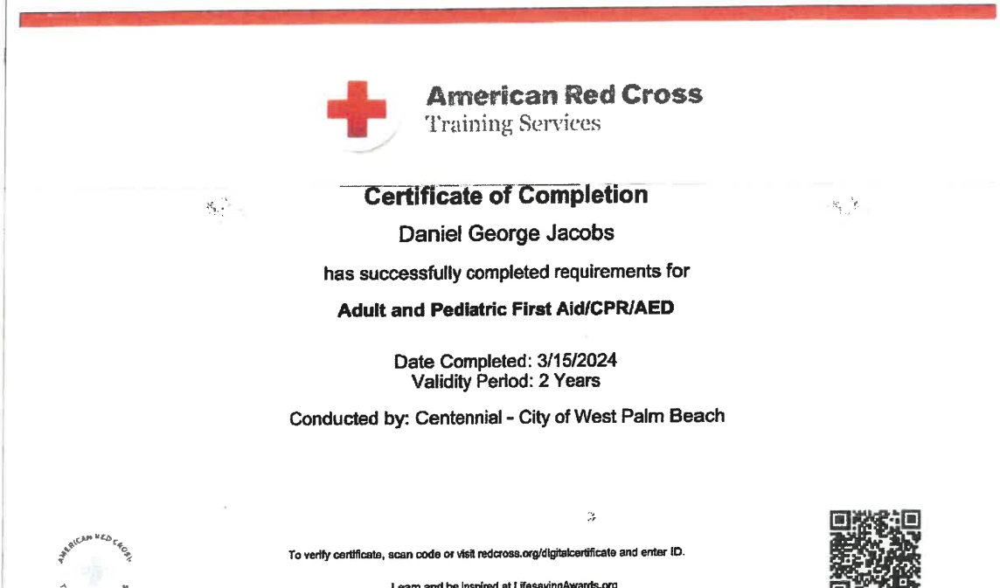 American Red Cross
Training Services
Certificate of Completion
Daniel George Jacobs
has successfully completed requirements for
Adult and Pediatric First Aid/CPR/AED
Date Completed: 3/15/2024
Validity Period: 2 Years
Conducted by: Centennial - City of West Palm Beach
AMERICAN RED CROSS
To verify certificate, scan code or visit redcross.org/digitalcertificate and enter ID.
Learn and be inspired at LifesavingAwards.org